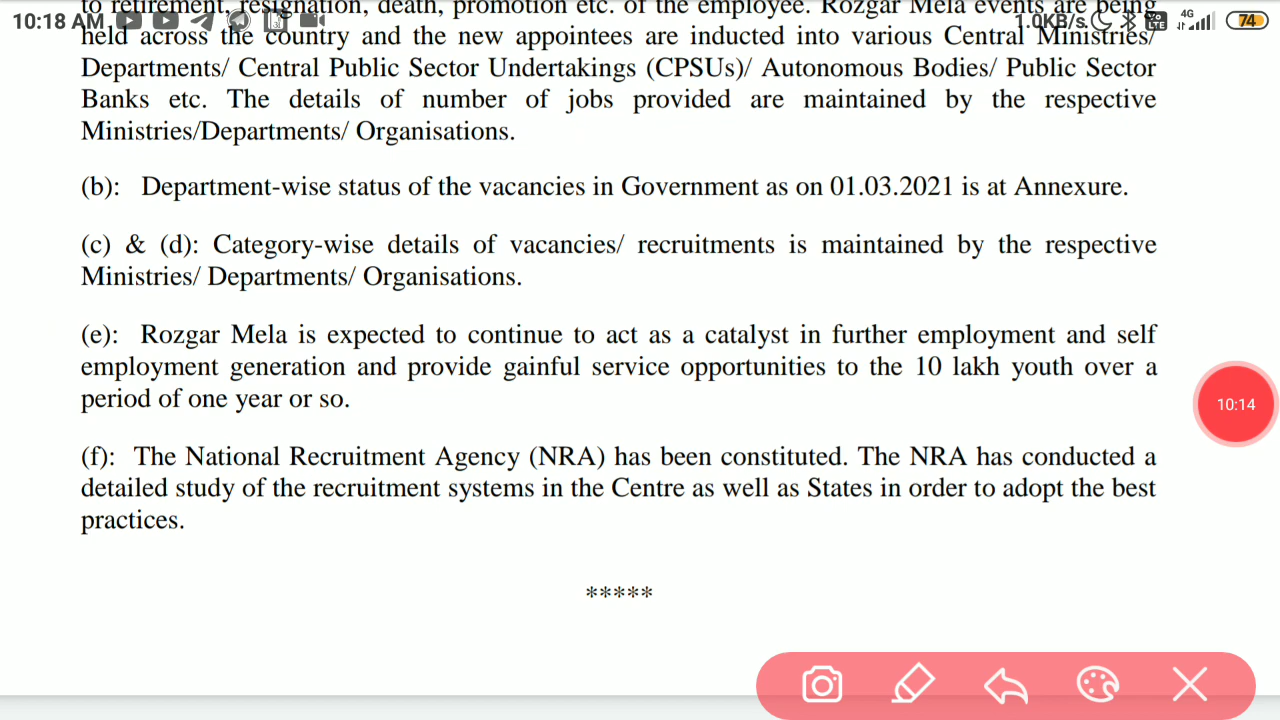 to retirement, resignation, death, promotion etc. of the employee. Rozgar Mela events are being
10:18 AM
1.0KB/s
Vo LTE
4G
74
held across the country and the new appointees are inducted into various Central Ministries/
Departments/ Central Public Sector Undertakings (CPSUs)/ Autonomous Bodies/ Public Sector
Banks etc. The details of number of jobs provided are maintained by the respective
Ministries/Departments/ Organisations.
(b): Department-wise status of the vacancies in Government as on 01.03.2021 is at Annexure.
(c) & (d): Category-wise details of vacancies/ recruitments is maintained by the respective
Ministries/ Departments/ Organisations.
(e): Rozgar Mela is expected to continue to act as a catalyst in further employment and self
employment generation and provide gainful service opportunities to the 10 lakh youth over a
period of one year or so.
10:14
(f): The National Recruitment Agency (NRA) has been constituted. The NRA has conducted a
detailed study of the recruitment systems in the Centre as well as States in order to adopt the best
practices.
*****